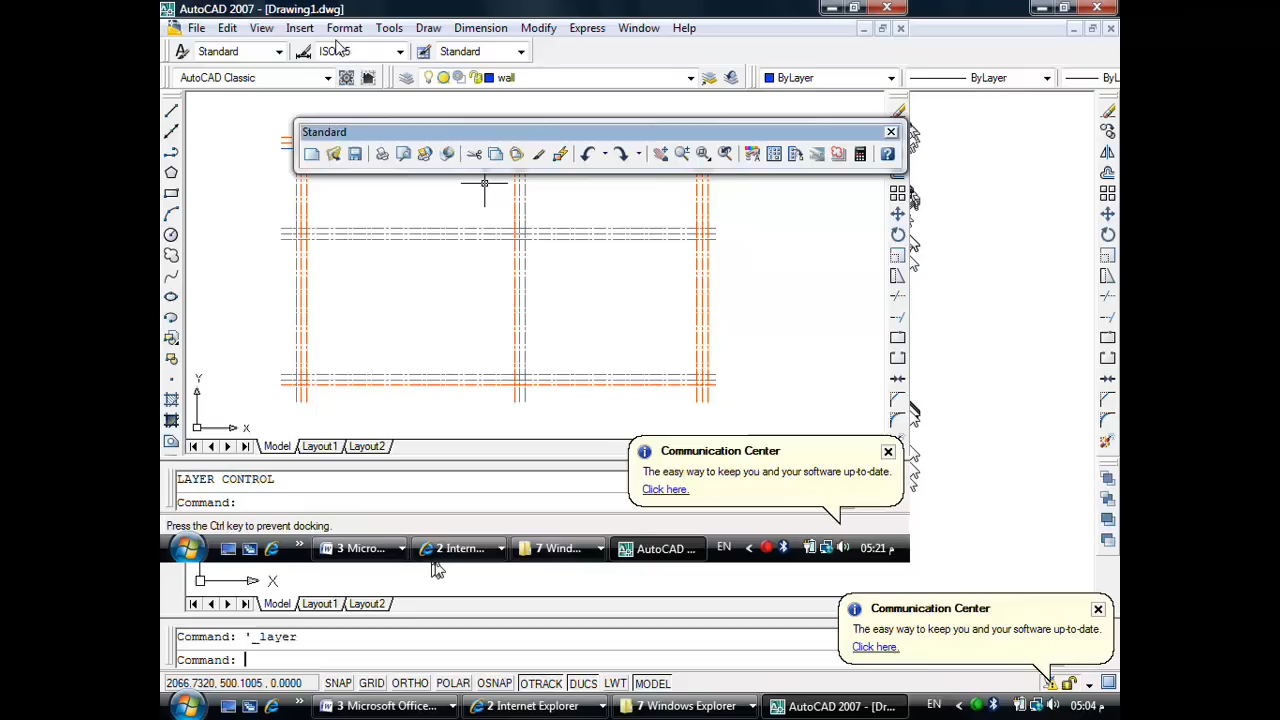 AutoCAD 2007 - [Drawing1.dwg]
File Edit View Insert Format Tools Draw Dimension Modify Express Window Help
Standard Standard
AutoCAD Classic wall ByLayer ByLayer ByL
Standard
Y
X
Model Layout1 Layout2
Communication Center
The easy way to keep you and your software up-to-date.
Click here.
LAYER CONTROL
Command:
Press the Ctrl key to prevent docking.
3 Micro... 2 Intern... 7 Wind... AutoCAD ... EN 05:21 م
X
Model Layout1 Layout2
Communication Center
The easy way to keep you and your software up-to-date.
Click here.
Command: '_layer
Command:
2066.7320, 500.1005 , 0.0000 SNAP GRID ORTHO POLAR OSNAP OTRACK DUCS LWT MODEL
3 Microsoft Office... 2 Internet Explorer 7 Windows Explorer AutoCAD 2007 - [Dr... EN 05:04 م